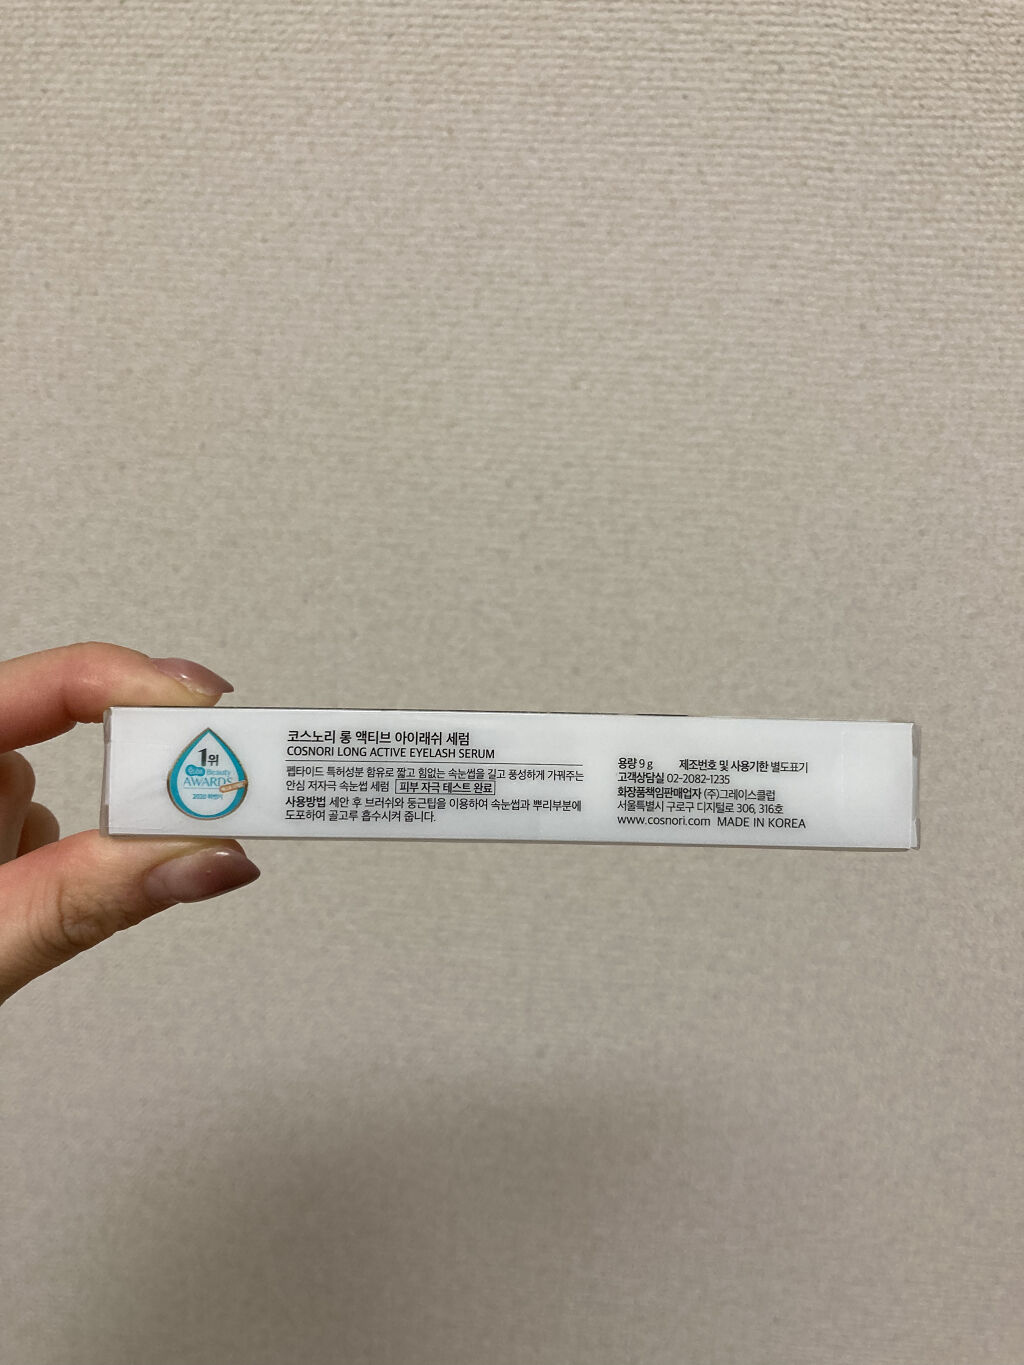 1위
Beauty
AWARDS
2020 하반기
코스노리 롱 액티브 아이래쉬 세럼
COSNORI LONG ACTIVE EYELASH SERUM
펩타이드 특허성분 함유로 짧고 힘없는 속눈썹을 길고 풍성하게 가꿔주는
안심 저자극 속눈썹 세럼 피부 자극 테스트 완료
사용방법 세안 후 브러쉬와 둥근팁을 이용하여 속눈썹과 뿌리부분에
도포하여 골고루 흡수시켜 줍니다.
용량 9 g 제조번호 및 사용기한 별도표기
고객상담실 02-2082-1235
화장품책임판매업자 (주)그레이스클럽
서울특별시 구로구 디지털로 306, 316호
www.cosnori.com MADE IN KOREA